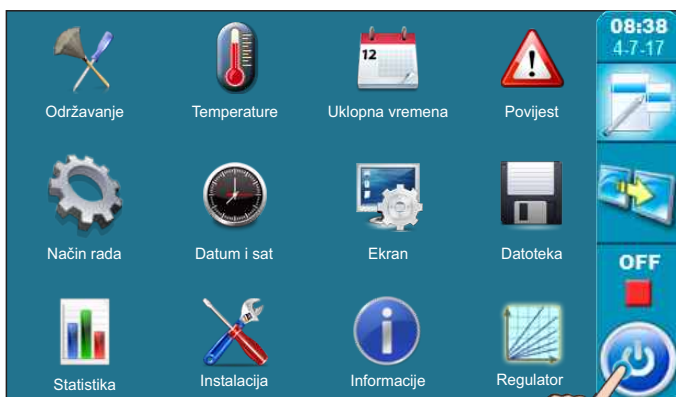 08:38
4-7-17
12
Održavanje
Temperature
Uklopna vremena
Povijest
Način rada
Datum i sat
Ekran
Datoteka
OFF
Statistika
Instalacija
Informacije
Regulator